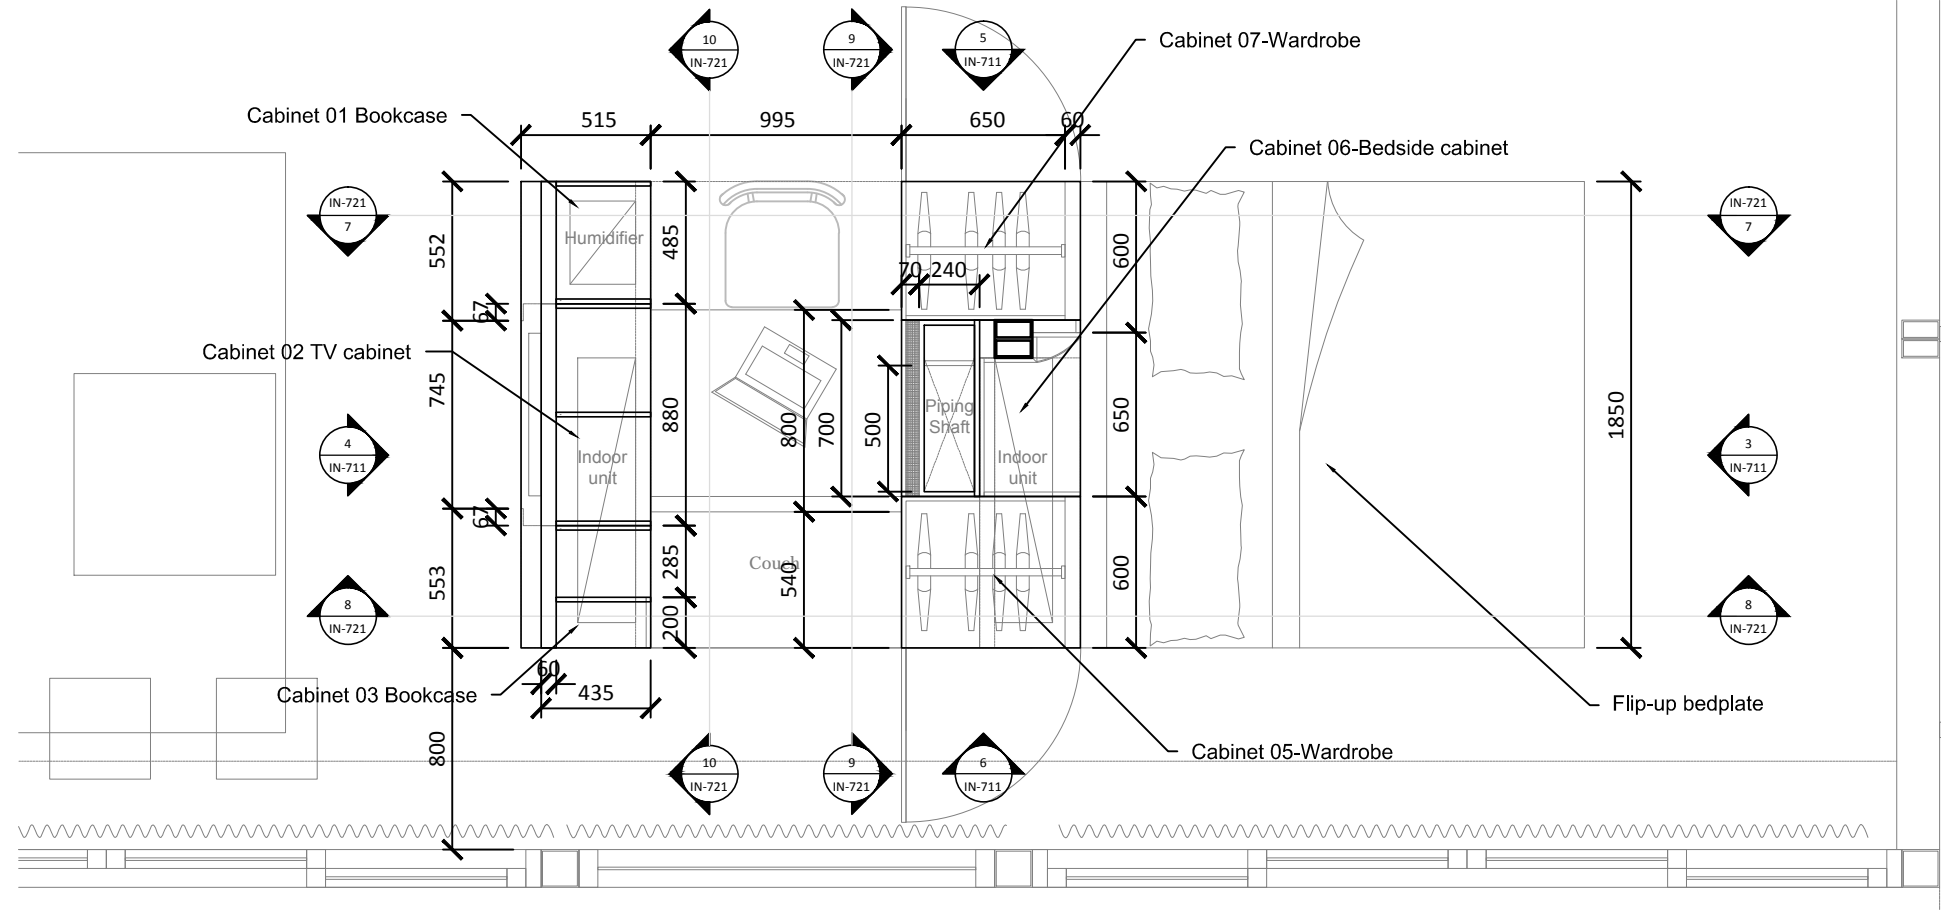 10
IN-721
9
IN-721
5
IN-711
Cabinet 07-Wardrobe
Cabinet 01 Bookcase
515
995
650
60
Cabinet 06-Bedside cabinet
IN-721
7
IN-721
7
Humidifier
552
485
600
70
240
67
Cabinet 02 TV cabinet
745
880
800
700
500
Piping
Shaft
650
1850
4
IN-711
Indoor
unit
Indoor
unit
3
IN-711
67
553
285
Couch
540
600
8
IN-721
200
8
IN-721
60
Cabinet 03 Bookcase
435
Flip-up bedplate
800
Cabinet 05-Wardrobe
10
IN-721
9
IN-721
6
IN-711